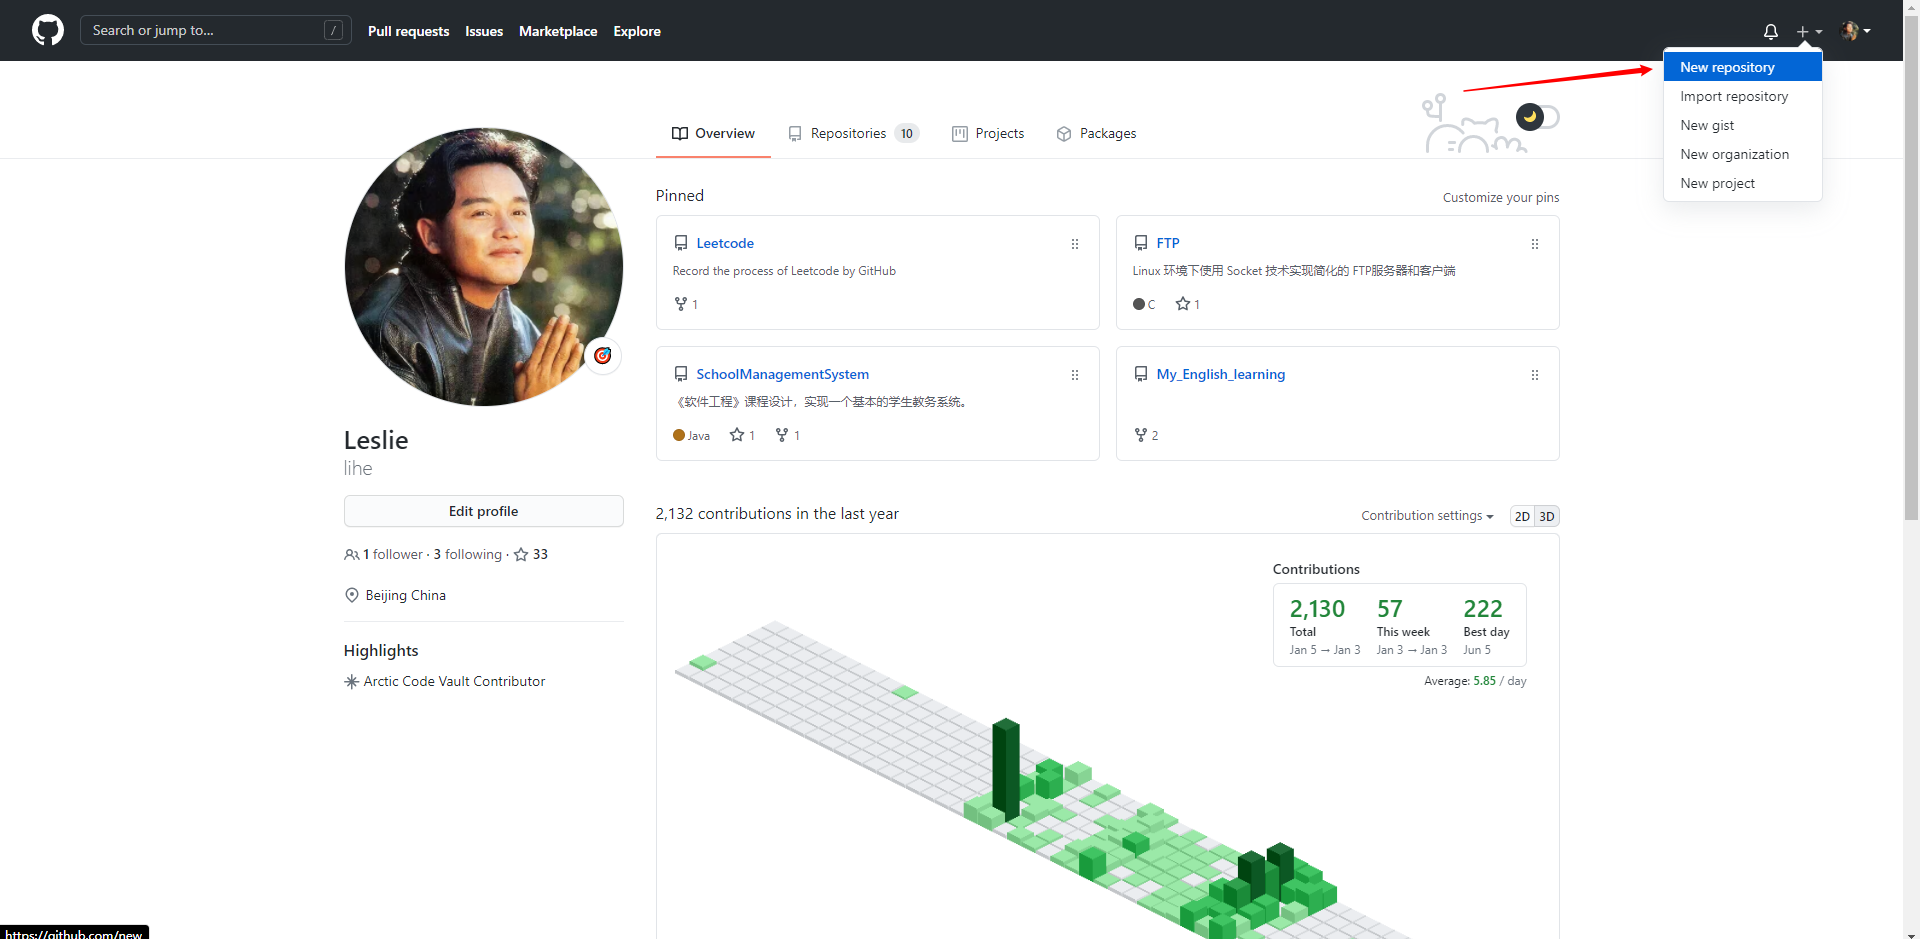 Search or jump to...
/
Pull requests
Issues
Marketplace
Explore
New repository
Import repository
New gist
New organization
New project
Overview
Repositories 10
Projects
Packages
Leslie
lihe
Edit profile
1 follower · 3 following · 33
Beijing China
Highlights
Arctic Code Vault Contributor
Pinned
Customize your pins
Leetcode
Record the process of Leetcode by GitHub
1
FTP
Linux 环境下使用 Socket 技术实现简化的 FTP服务器和客户端
C 1
SchoolManagementSystem
《软件工程》课程设计，实现一个基本的学生教务系统。
Java 1 1
My_English_learning
2
2,132 contributions in the last year
Contribution settings
2D 3D
Contributions
2,130 57 222
Total This week Best day
Jan 5 → Jan 3 Jan 3 → Jan 3 Jun 5
Average: 5.85 / day
https://github.com/new